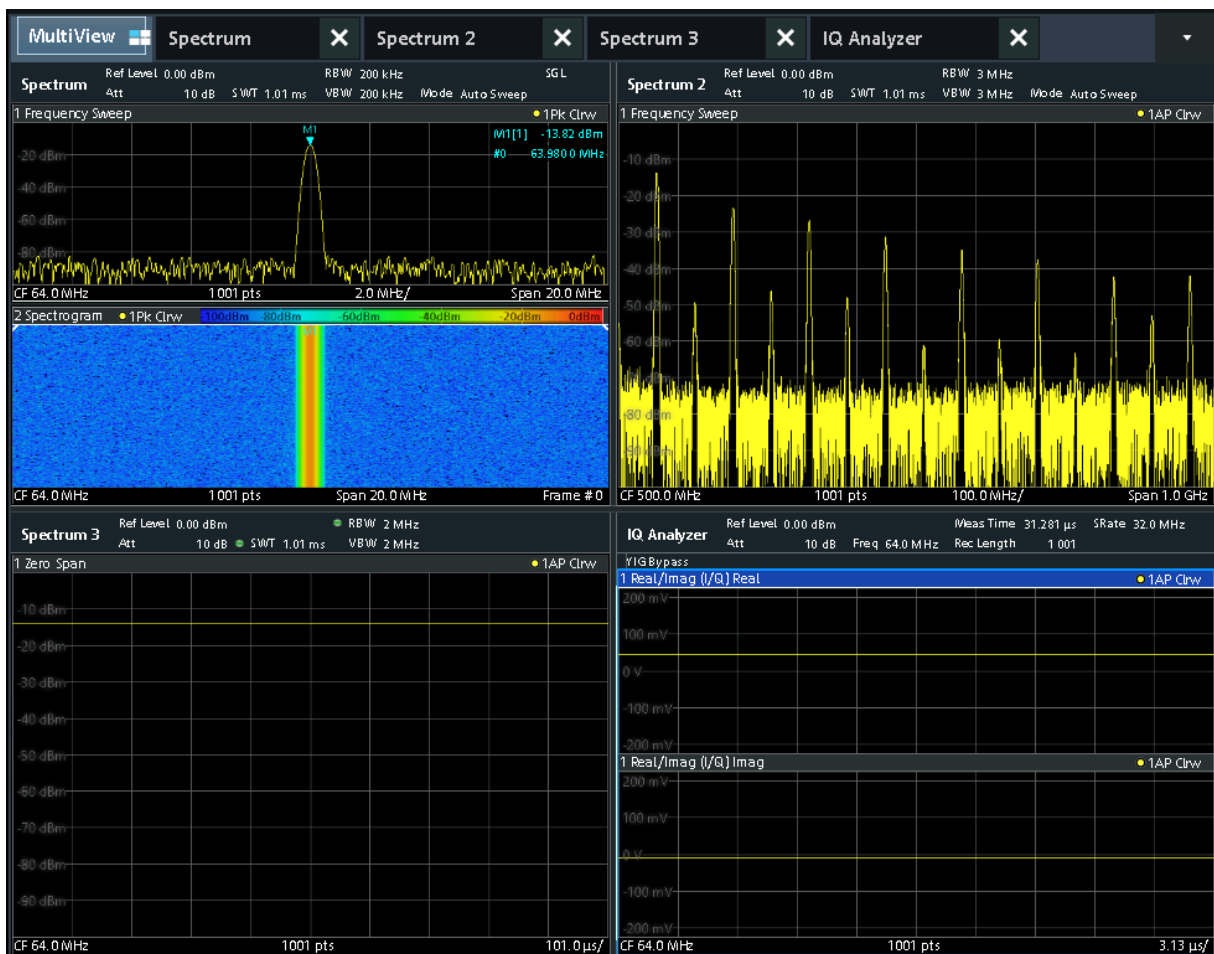 MultiView Spectrum Spectrum 2 Spectrum 3 IQ Analyzer
Spectrum Ref Level 0.00 dBm RBW 200 kHz SGL
Att 10 dB SWT 1.01 ms VBW 200 kHz Mode Auto Sweep
1 Frequency Sweep 1Pk Clrw
M1
M1[1] -13.82 dBm
#0 63.9800 MHz
-20 dBm
-40 dBm
-60 dBm
-80 dBm
CF 64.0 MHz 1001 pts 2.0 MHz/ Span 20.0 MHz
2 Spectrogram 1Pk Clrw -100dBm -80dBm -60dBm -40dBm -20dBm 0dBm
CF 64.0 MHz 1001 pts Span 20.0 MHz Frame # 0
Spectrum 2 Ref Level 0.00 dBm RBW 3 MHz
Att 10 dB SWT 1.01 ms VBW 3 MHz Mode Auto Sweep
1 Frequency Sweep 1AP Clrw
-10 dBm
-20 dBm
-30 dBm
-40 dBm
-50 dBm
-60 dBm
-80 dBm
CF 500.0 MHz 1001 pts 100.0 MHz/ Span 1.0 GHz
Spectrum 3 Ref Level 0.00 dBm RBW 2 MHz
Att 10 dB SWT 1.01 ms VBW 2 MHz
1 Zero Span 1AP Clrw
-10 dBm
-20 dBm
-30 dBm
-40 dBm
-50 dBm
-60 dBm
-70 dBm
-80 dBm
-90 dBm
CF 64.0 MHz 1001 pts 101.0 µs/
IQ Analyzer Ref Level 0.00 dBm Meas Time 31.281 µs SRate 32.0 MHz
Att 10 dB Freq 64.0 MHz Rec Length 1001
YIG Bypass
1 Real/Imag (I/Q) Real 1AP Clrw
200 mV
100 mV
0 V
-100 mV
-200 mV
1 Real/Imag (I/Q) Imag 1AP Clrw
200 mV
100 mV
0 V
-100 mV
-200 mV
CF 64.0 MHz 1001 pts 3.13 µs/